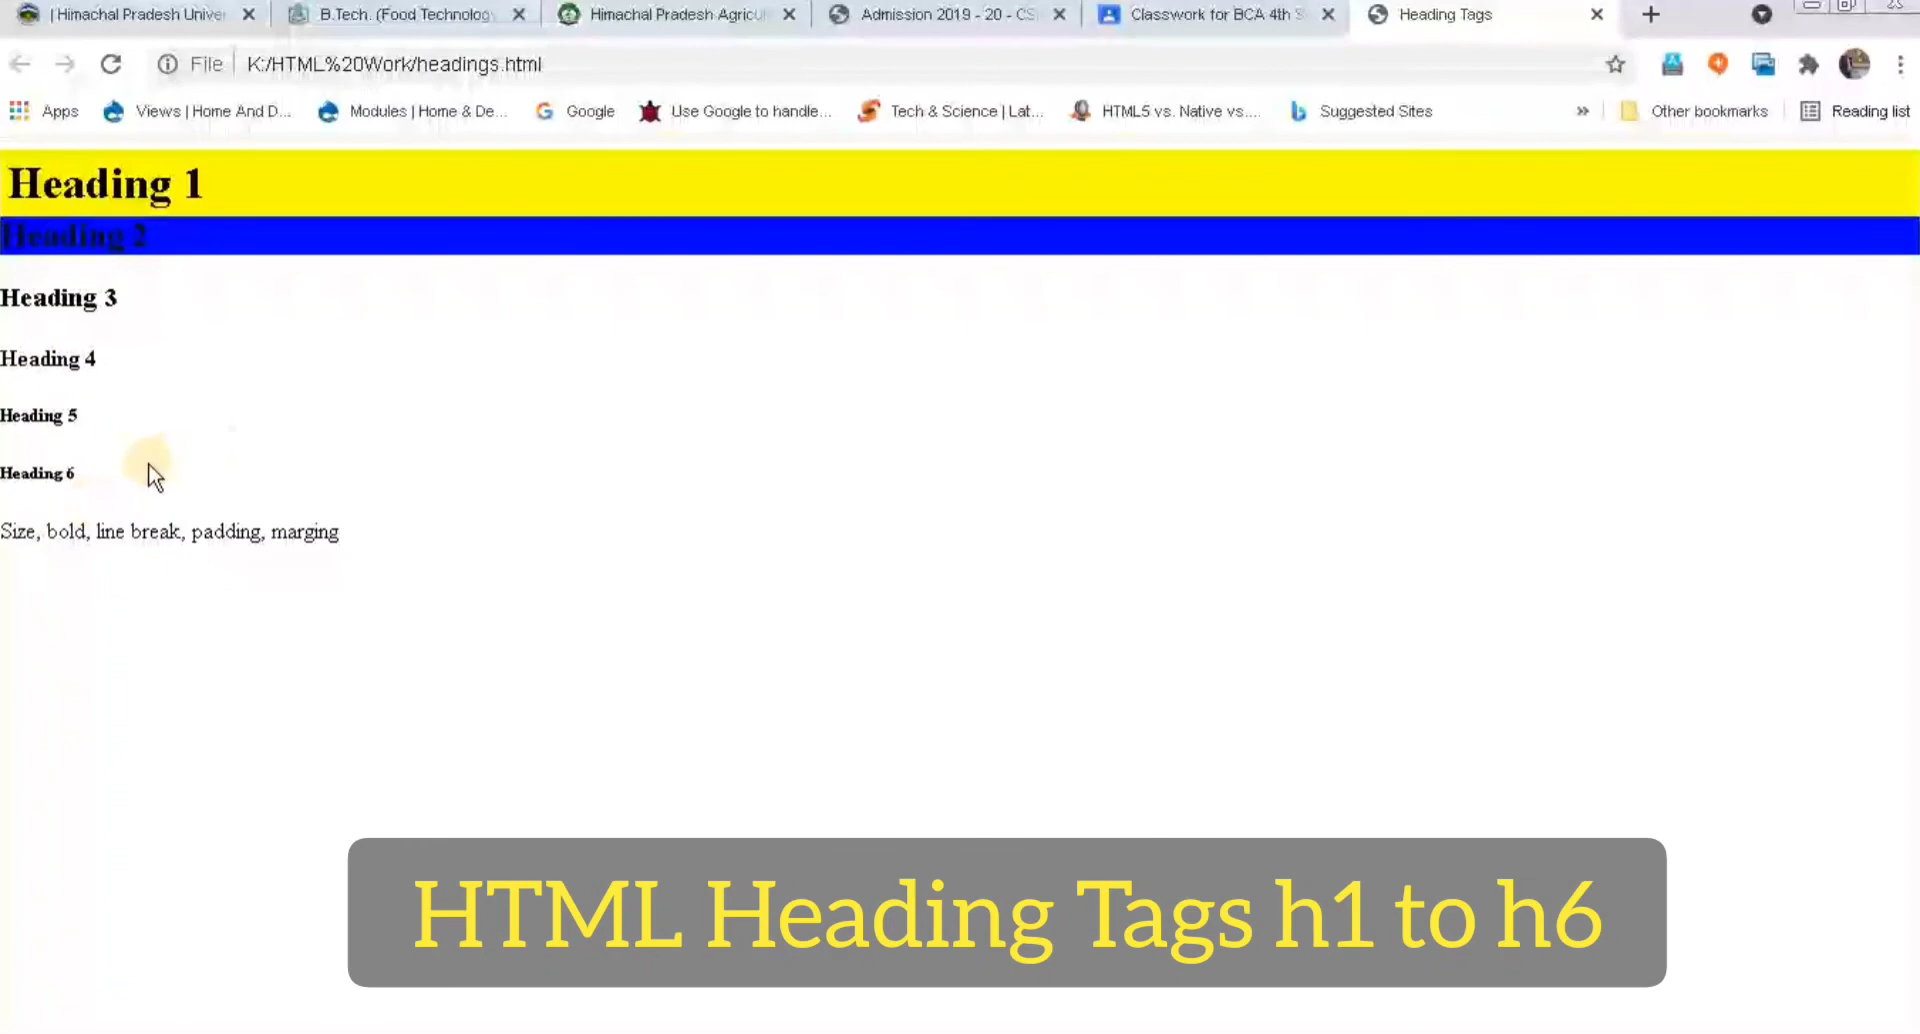 | Himachal Pradesh Univer
B.Tech. (Food Technology
Himachal Pradesh Agricul
Admission 2019 - 20 - CS
Classwork for BCA 4th S
Heading Tags
File
K:/HTML%20Work/headings.html
Apps
Views | Home And D...
Modules | Home & De...
Google
Use Google to handle...
Tech & Science | Lat...
HTML5 vs. Native vs....
Suggested Sites
»
Other bookmarks
Reading list
Heading 1
Heading 2
Heading 3
Heading 4
Heading 5
Heading 6
Size, bold, line break, padding, marging
HTML Heading Tags h1 to h6